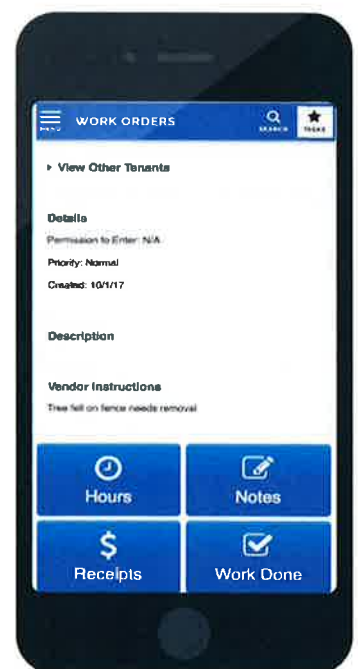 WORK ORDERS
MENU
SEARCH
TASKS
View Other Tenants
Details
Permission to Enter: N/A
Priority: Normal
Created: 10/1/17
Description
Vendor Instructions
Tree fell on fence needs removal
Hours
Notes
Receipts
Work Done